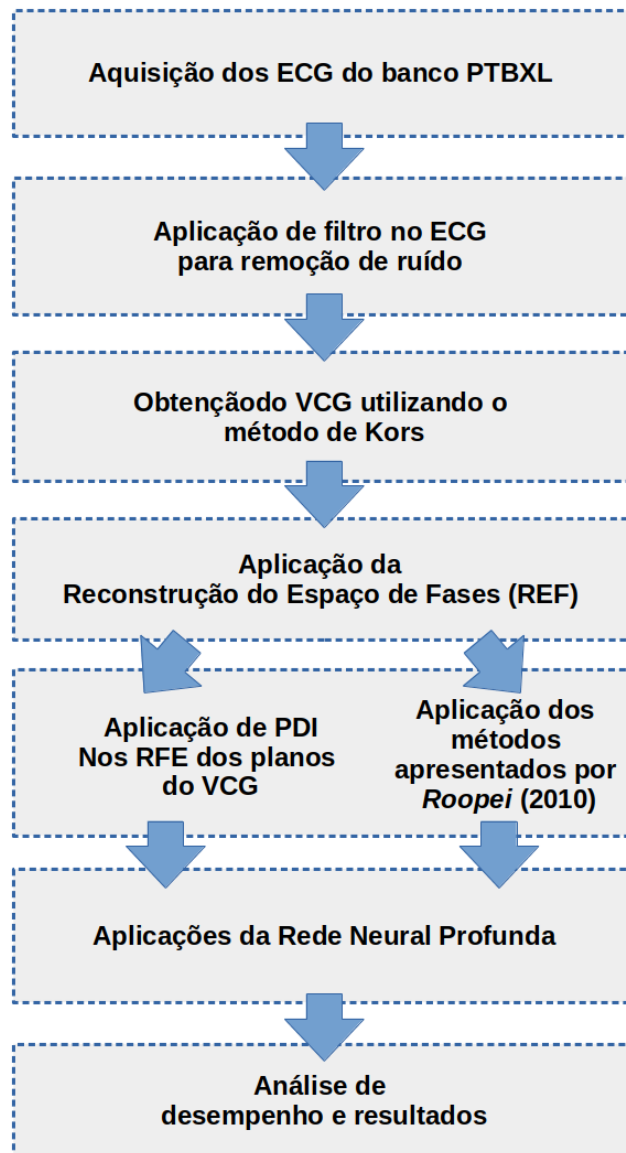 Aquisição dos ECG do banco PTBXL
Aplicação de filtro no ECG
para remoção de ruído
Obtençãodo VCG utilizando o
método de Kors
Aplicação da
Reconstrução do Espaço de Fases (REF)
Aplicação de PDI
Nos RFE dos planos
do VCG
Aplicação dos
métodos
apresentados por
Roopei (2010)
Aplicações da Rede Neural Profunda
Análise de
desempenho e resultados